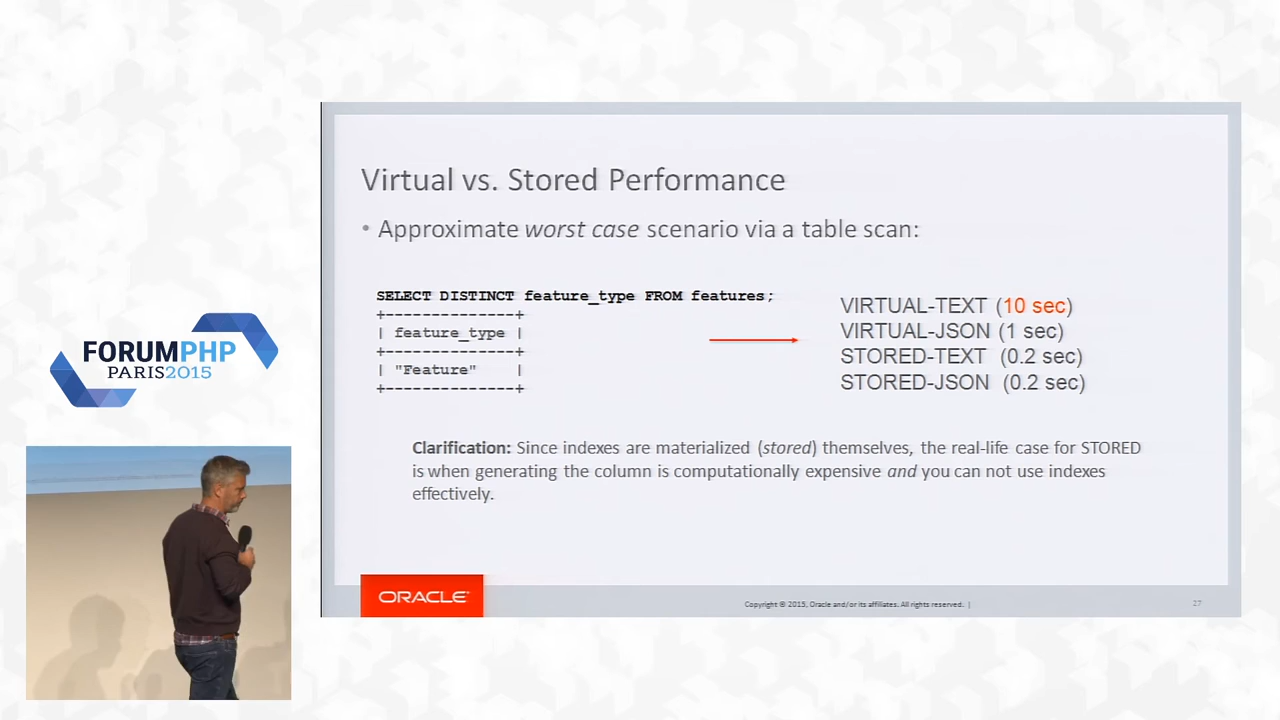 Virtual vs. Stored Performance
• Approximate worst case scenario via a table scan:
SELECT DISTINCT feature_type FROM features;
+--------------+
| feature_type |
+--------------+
| "Feature"    |
+--------------+
VIRTUAL-TEXT (10 sec)
VIRTUAL-JSON (1 sec)
STORED-TEXT (0.2 sec)
STORED-JSON (0.2 sec)
Clarification: Since indexes are materialized (stored) themselves, the real-life case for STORED
is when generating the column is computationally expensive and you can not use indexes
effectively.
ORACLE
Copyright © 2015, Oracle and/or its affiliates. All rights reserved. |
27
FORUMPHP
PARIS2015